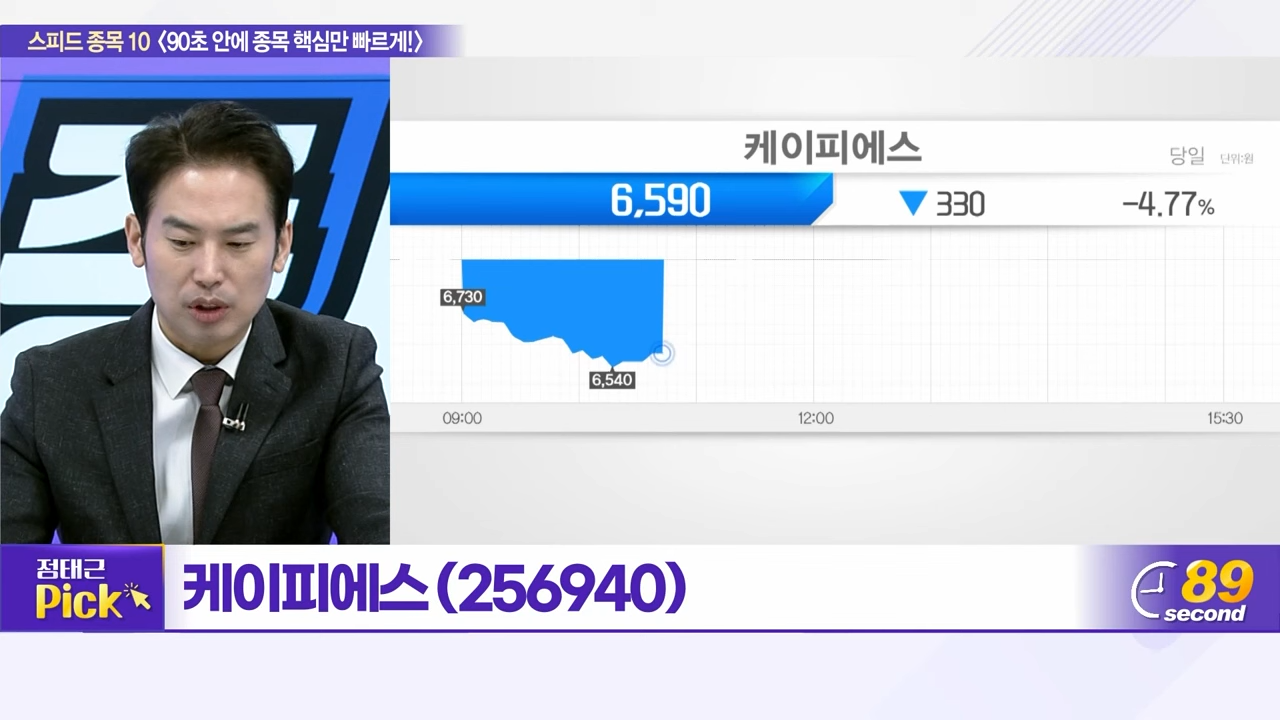 스피드 종목 10 <90초 안에 종목 핵심만 빠르게!>
케이피에스
당일 단위:원
6,590 ▼ 330 -4.77%
6,730
6,540
09:00 12:00 15:30
정태근
Pick
케이피에스(256940)
89
second